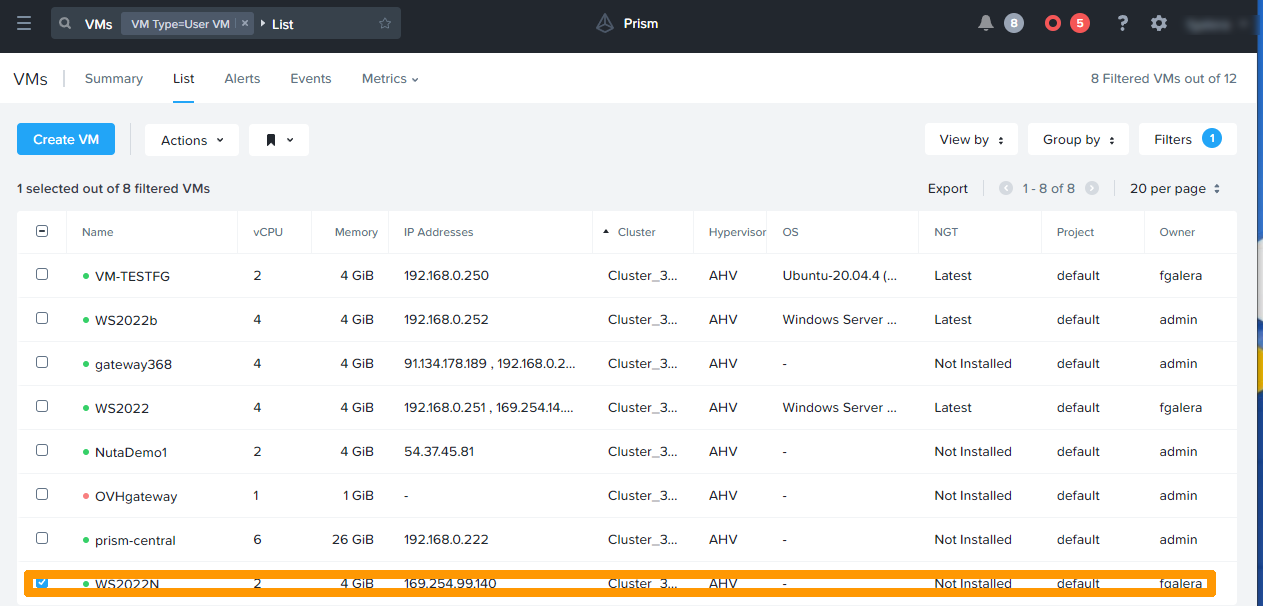 VMs VM Type=User VM × List Prism 8 5 ?
VMs Summary List Alerts Events Metrics 8 Filtered VMs out of 12
Create VM Actions View by Group by Filters 1
1 selected out of 8 filtered VMs Export 1 - 8 of 8 20 per page
Name vCPU Memory IP Addresses Cluster Hypervisor OS NGT Project Owner
VM-TESTFG 2 4 GiB 192.168.0.250 Cluster_3... AHV Ubuntu-20.04.4 (... Latest default fgalera
WS2022b 4 4 GiB 192.168.0.252 Cluster_3... AHV Windows Server ... Latest default admin
gateway368 4 4 GiB 91.134.178.189 , 192.168.0.2... Cluster_3... AHV - Not Installed default admin
WS2022 4 4 GiB 192.168.0.251 , 169.254.14.... Cluster_3... AHV Windows Server ... Latest default fgalera
NutaDemo1 2 4 GiB 54.37.45.81 Cluster_3... AHV - Not Installed default admin
OVHgateway 1 1 GiB - Cluster_3... AHV - Not Installed default admin
prism-central 6 26 GiB 192.168.0.222 Cluster_3... AHV - Not Installed default admin
WS2022N 2 4 GiB 169.254.99.140 Cluster_3... AHV - Not Installed default fgalera